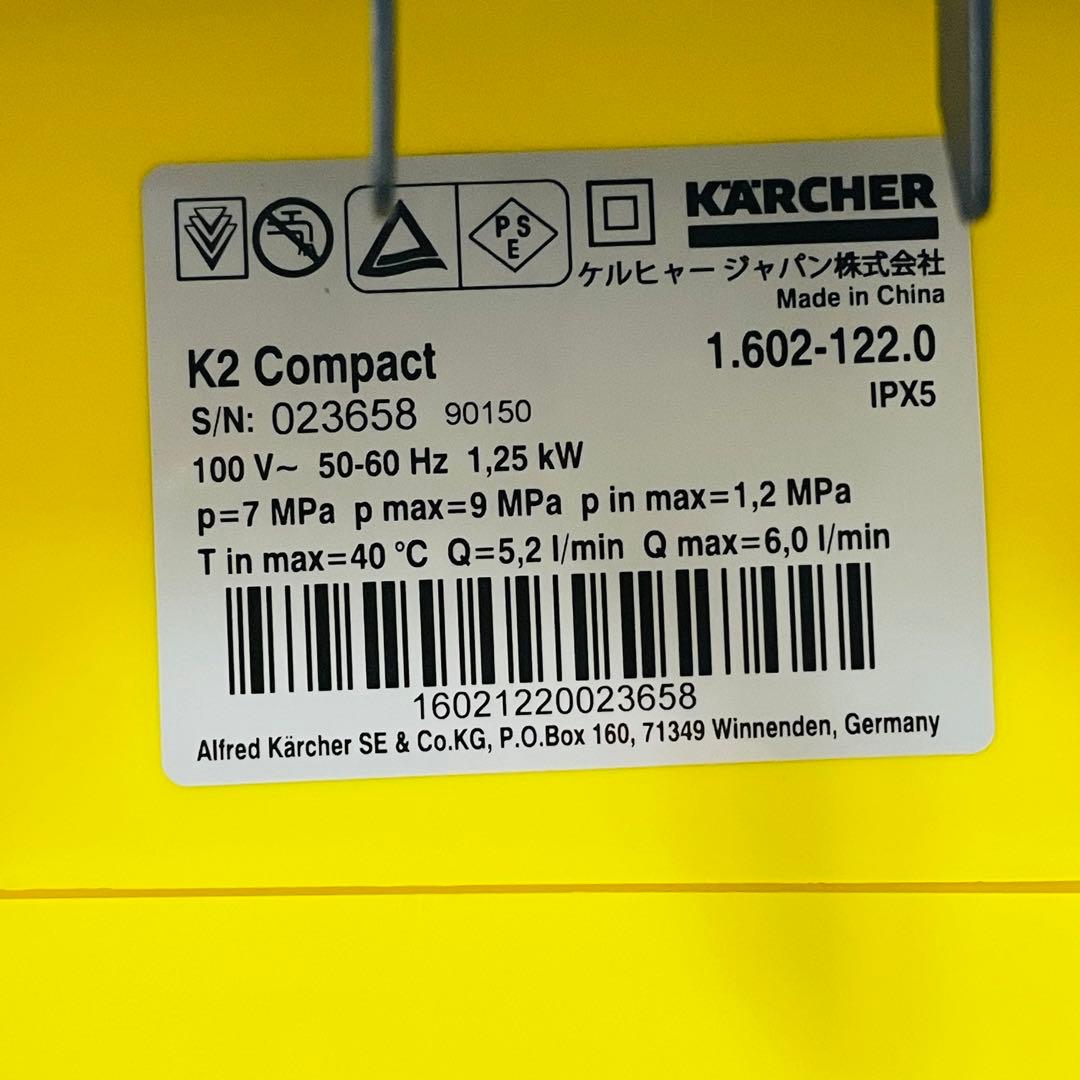 PS
E
KÄRCHER
ケルヒャー ジャパン株式会社
Made in China
K2 Compact
1.602-122.0
S/N: 023658 90150
IPX5
100 V~ 50-60 Hz 1,25 kW
p=7 MPa p max=9 MPa p in max=1,2 MPa
T in max=40 °C Q=5,2 l/min Q max=6,0 l/min
16021220023658
Alfred Kärcher SE & Co.KG, P.O.Box 160, 71349 Winnenden, Germany